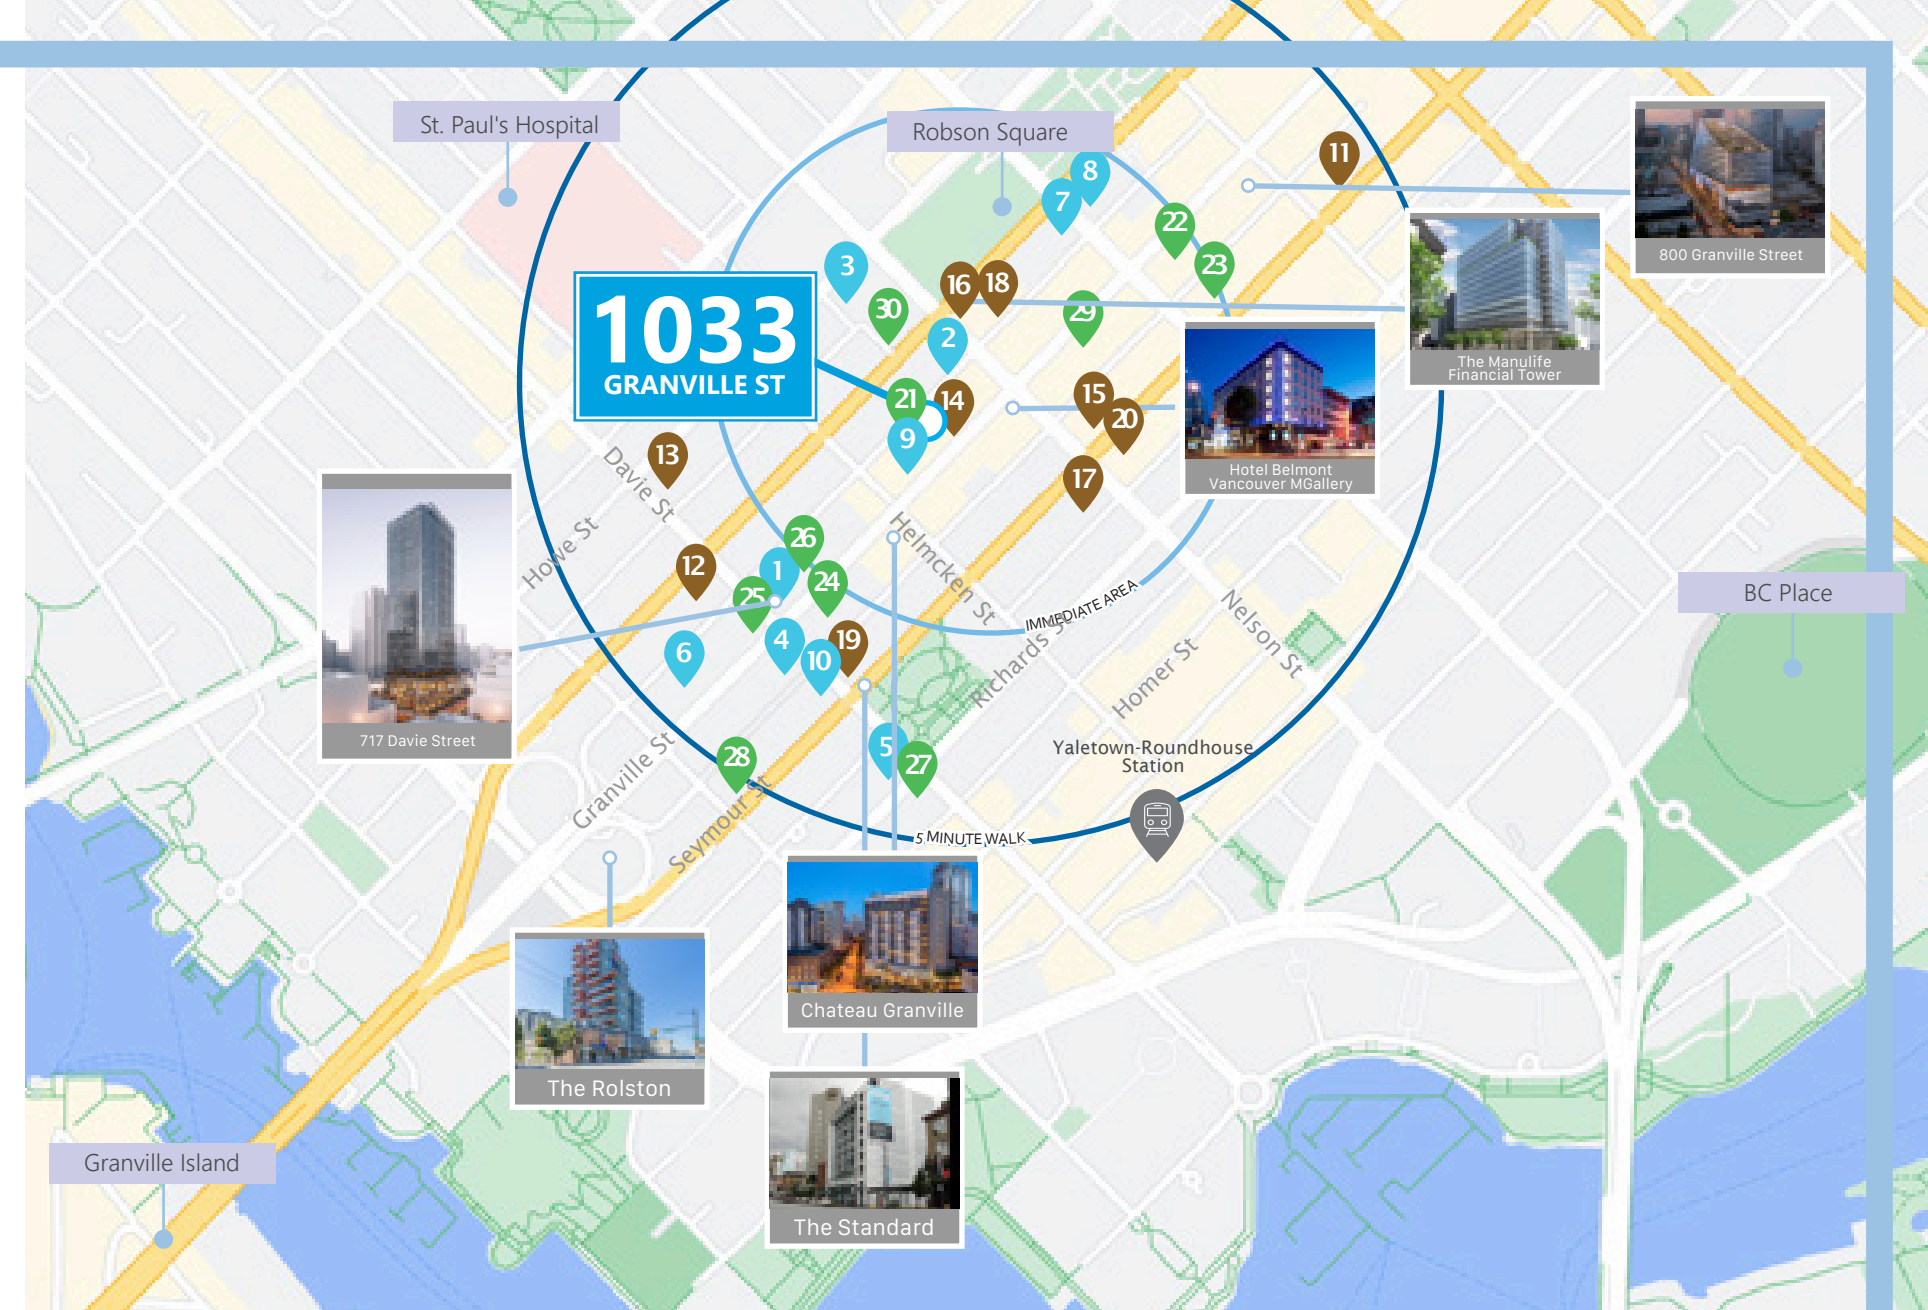 St. Paul's Hospital
Robson Square
11
8
7
800 Granville Street
22
23
3
16
18
30
29
2
1033
GRANVILLE ST
The Manulife
Financial Tower
21
14
15
20
9
13
17
Hotel Belmont
Vancouver MGallery
Davie St
Howe St
Helmcken St
26
12
1
24
25
IMMEDIATE AREA
Nelson St
BC Place
6
4
10
19
Richards St
Homer St
717 Davie Street
Granville St
28
5
27
Yaletown-Roundhouse
Station
Seymour St
5 MINUTE WALK
Chateau Granville
The Rolston
Granville Island
The Standard